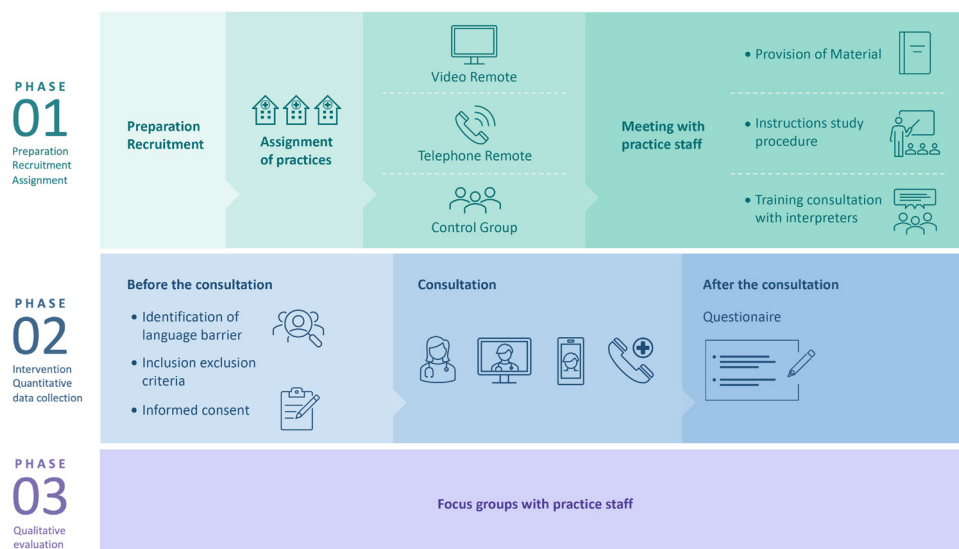 PHASE
01
Preparation
Recruitment
Assignment
Preparation
Recruitment
Assignment
of practices
Video Remote
Telephone Remote
Control Group
Meeting with
practice staff
• Provision of Material
• Instructions study
procedure
• Training consultation
with interpreters
PHASE
02
Intervention
Quantitative
data collection
Before the consultation
• Identification of
language barrier
• Inclusion exclusion
criteria
• Informed consent
Consultation
After the consultation
Questionaire
PHASE
03
Qualitative
evaluation
Focus groups with practice staff